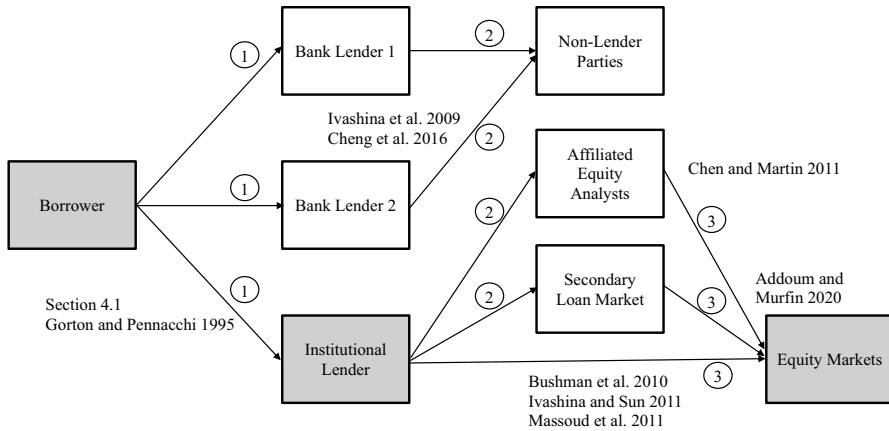 Bank Lender 1
Non-Lender
Parties
1
2
Ivashina et al. 2009
Cheng et al. 2016
2
Affiliated
Equity
Analysts
Chen and Martin 2011
Borrower
1
Bank Lender 2
2
3
Section 4.1
Gorton and Pennacchi 1995
1
2
Secondary
Loan Market
3
Addoum and
Murfin 2020
Institutional
Lender
3
Equity Markets
Bushman et al. 2010
Ivashina and Sun 2011
Massoud et al. 2011